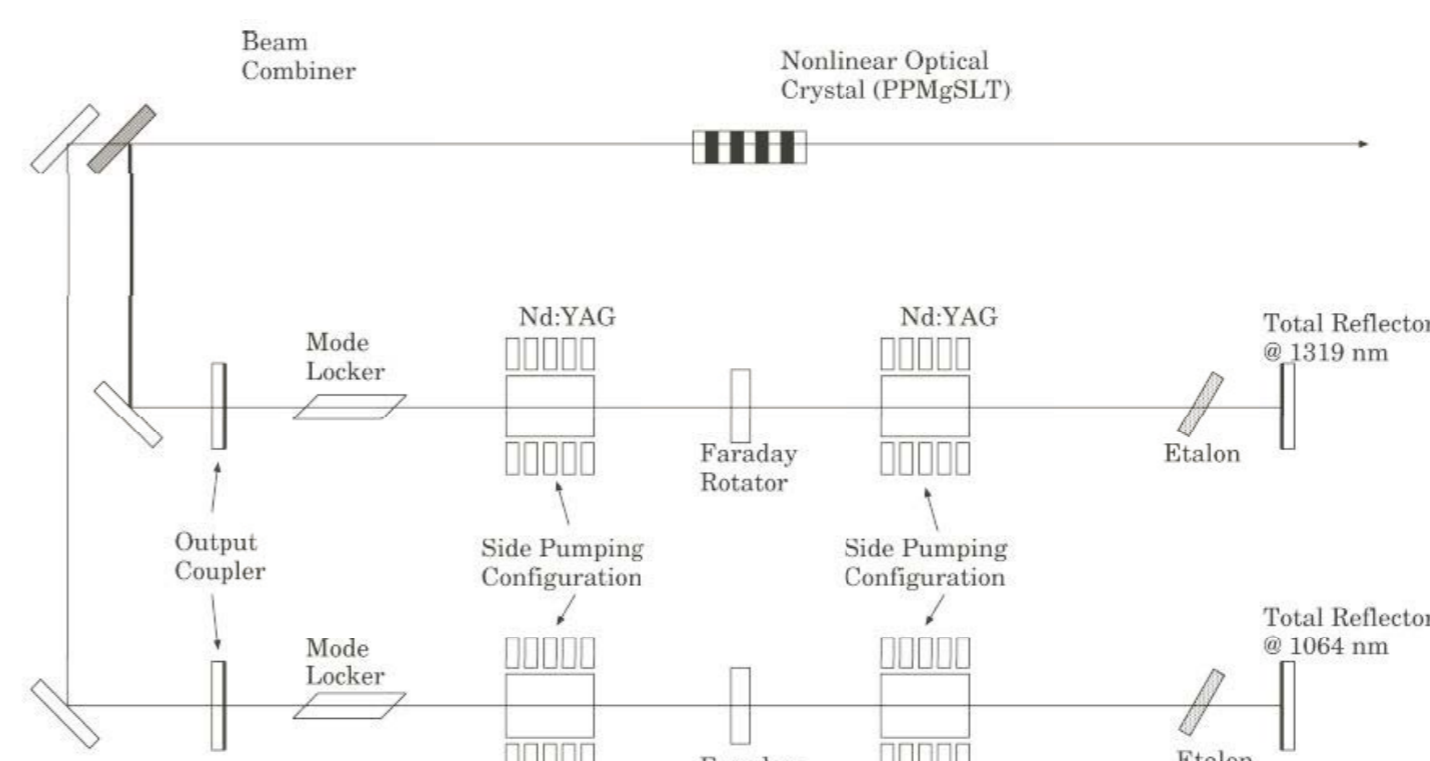 Beam
Combiner
Nonlinear Optical
Crystal (PPMgSLT)
Nd:YAG
Nd:YAG
Total Reflector
@ 1319 nm
Mode
Locker
Faraday
Rotator
Etalon
Output
Coupler
Side Pumping
Configuration
Side Pumping
Configuration
Total Reflector
@ 1064 nm
Mode
Locker
Etalon